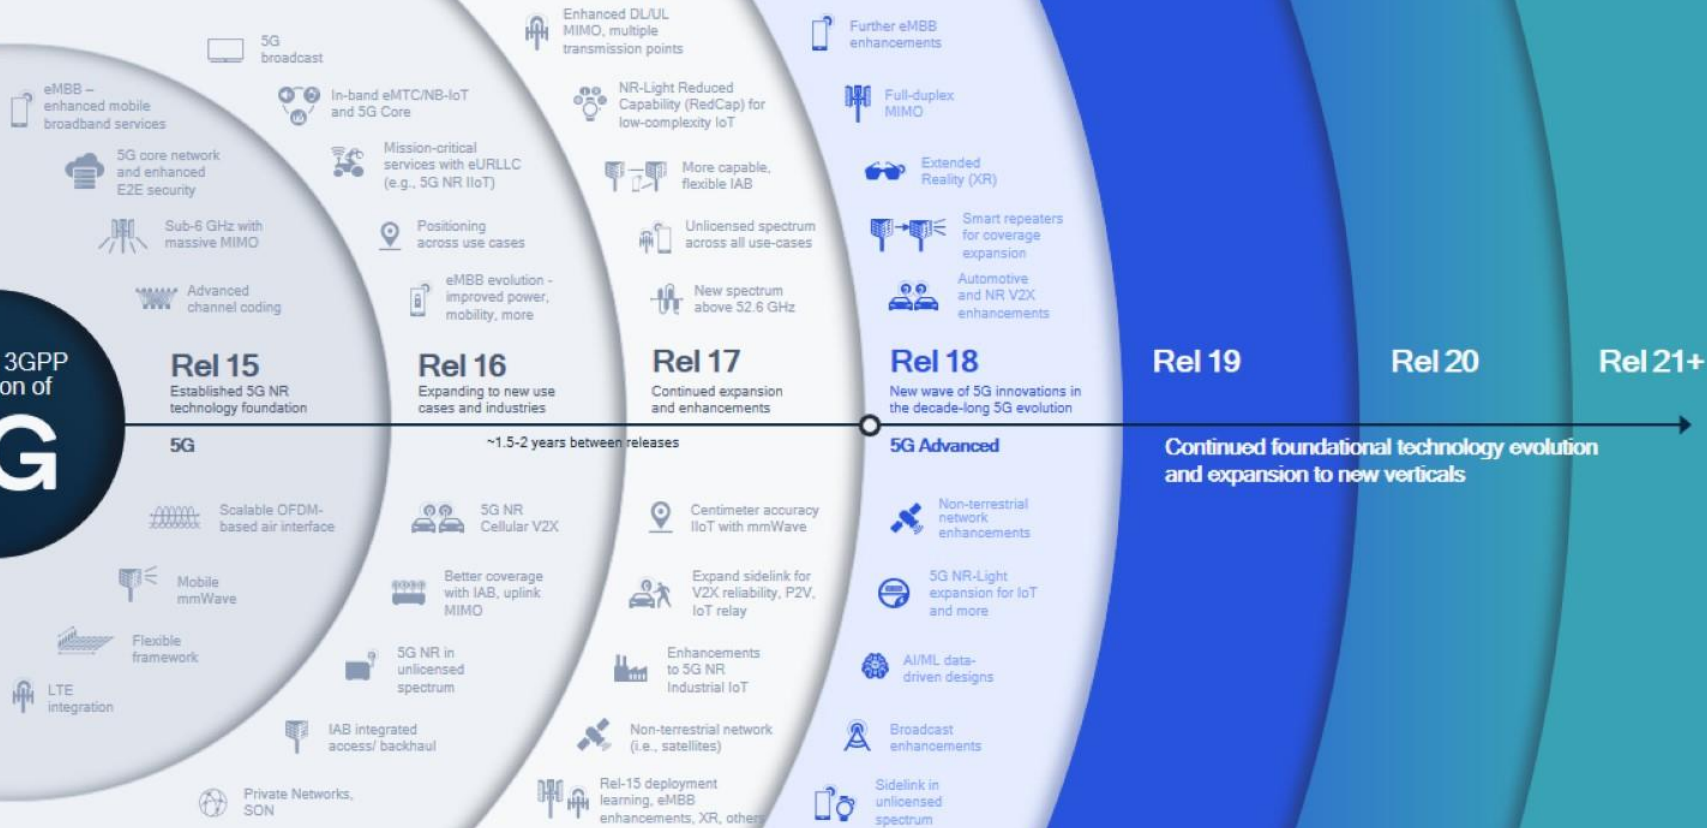 3GPP
on of
G
eMBB –
enhanced mobile
broadband services
5G core network
and enhanced
E2E security
Sub-6 GHz with
massive MIMO
Advanced
channel coding
Rel 15
Established 5G NR
technology foundation
5G
Scalable OFDM-
based air interface
Mobile
mmWave
Flexible
framework
LTE
integration
5G
broadcast
In-band eMTC/NB-IoT
and 5G Core
Mission-critical
services with eURLLC
(e.g., 5G NR IIoT)
Positioning
across use cases
eMBB evolution -
improved power,
mobility, more
Rel 16
Expanding to new use
cases and industries
~1.5-2 years between releases
5G NR
Cellular V2X
Better coverage
with IAB, uplink
MIMO
5G NR in
unlicensed
spectrum
IAB integrated
access/ backhaul
Private Networks,
SON
Enhanced DL/UL
MIMO, multiple
transmission points
NR-Light Reduced
Capability (RedCap) for
low-complexity IoT
More capable,
flexible IAB
Unlicensed spectrum
across all use-cases
New spectrum
above 52.6 GHz
Rel 17
Continued expansion
and enhancements
Centimeter accuracy
IIoT with mmWave
Expand sidelink for
V2X reliability, P2V,
IoT relay
Enhancements
to 5G NR
Industrial IoT
Non-terrestrial network
(i.e., satellites)
Rel-15 deployment
learning, eMBB
enhancements, XR, other
Further eMBB
enhancements
Full-duplex
MIMO
Extended
Reality (XR)
Smart repeaters
for coverage
expansion
Automotive
and NR V2X
enhancements
Rel 18
New wave of 5G innovations in
the decade-long 5G evolution
5G Advanced
Non-terrestrial
network
enhancements
5G NR-Light
expansion for IoT
and more
AI/ML data-
driven designs
Broadcast
enhancements
Sidelink in
unlicensed
spectrum
Rel 19
Rel 20
Rel 21+
Continued foundational technology evolution
and expansion to new verticals